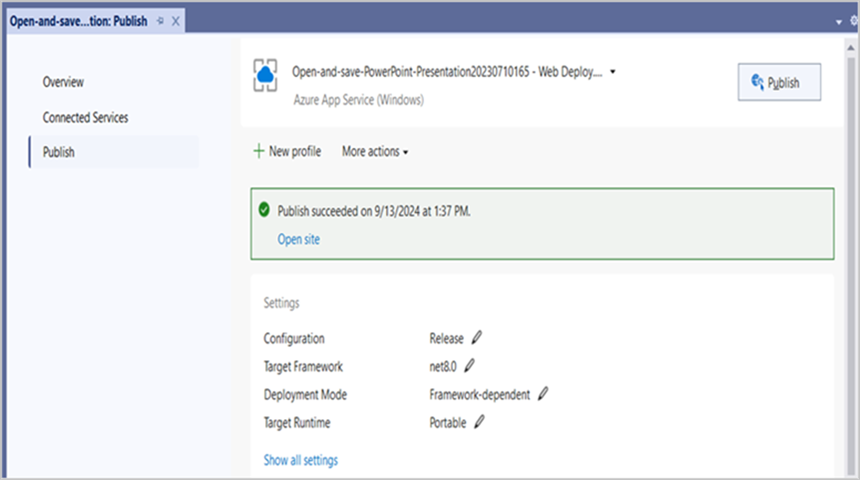 Open-and-save...tion: Publish
Overview
Connected Services
Publish
Open-and-save-PowerPoint-Presentation20230710165 - Web Deploy....
Azure App Service (Windows)
Publish
New profile
More actions
Publish succeeded on 9/13/2024 at 1:37 PM.
Open site
Settings
Configuration Release
Target Framework net8.0
Deployment Mode Framework-dependent
Target Runtime Portable
Show all settings